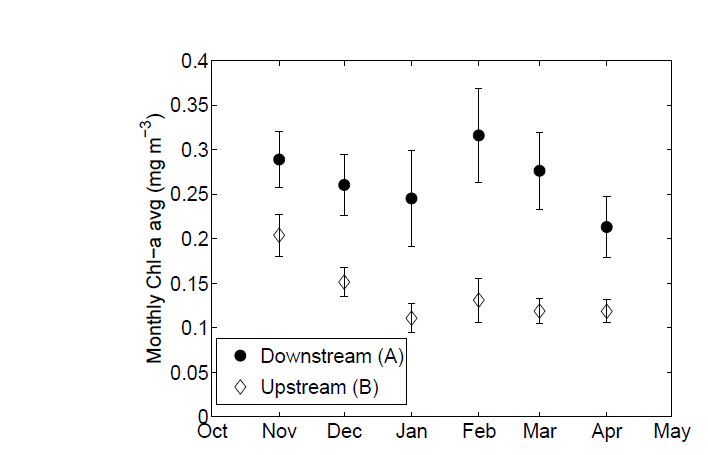 Monthly Chl−a avg (mg m−3)
0.4
0.35
0.3
0.25
0.2
0.15
0.1
0.05
0
Downstream (A)
Upstream (B)
Oct Nov Dec Jan Feb Mar Apr May